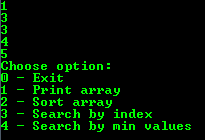 1
3
3
4
5
Choose option:
0 - Exit
1 - Print array
2 - Sort array
3 - Search by index
4 - Search by min values